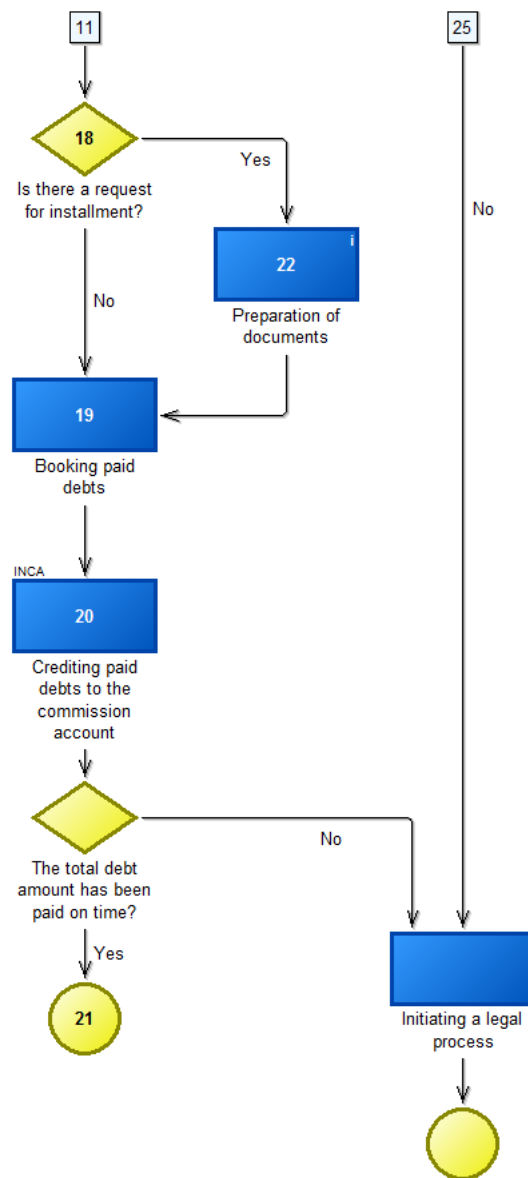 11
25
18
Yes
Is there a request
for installment?
No
i
22
No
Preparation of
documents
19
Booking paid
debts
INCA
20
Crediting paid
debts to the
commission
account
No
The total debt
amount has been
paid on time?
Yes
21
Initiating a legal
process